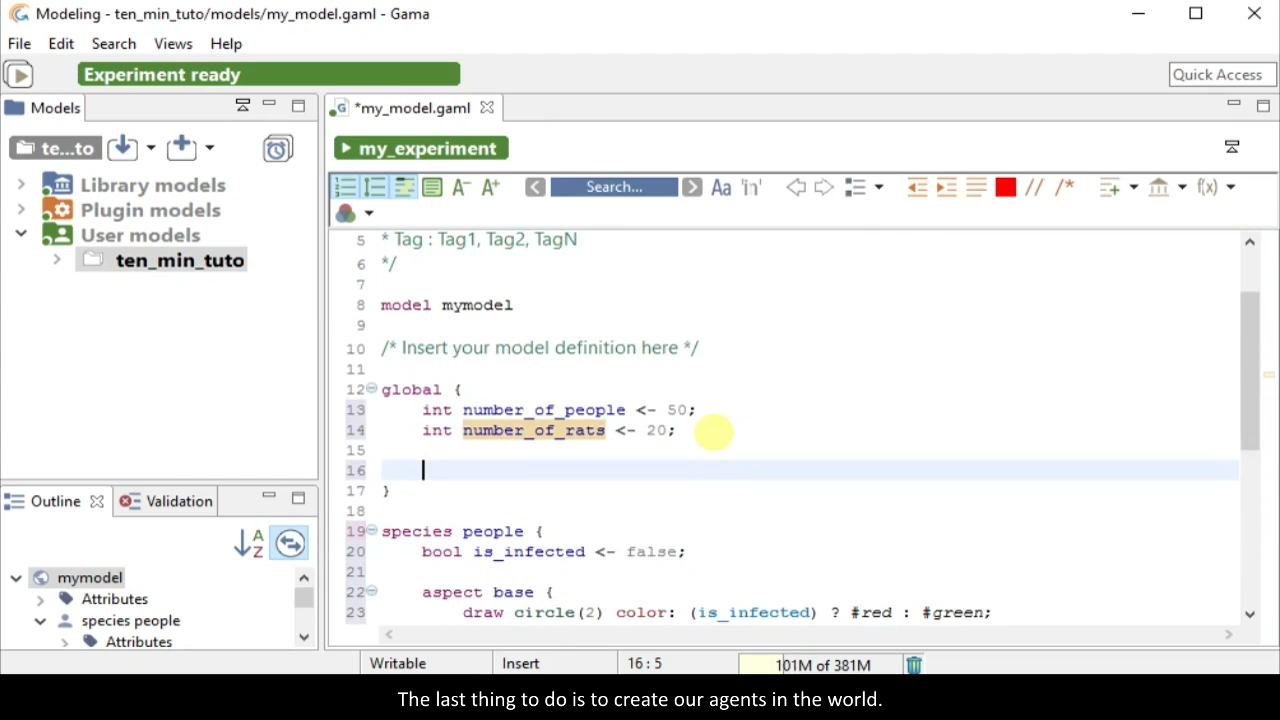 Modeling - ten_min_tuto/models/my_model.gaml - Gama
File Edit Search Views Help
Experiment ready
Quick Access
Models
*my_model.gaml
te...to
my_experiment
Library models
Plugin models
User models
ten_min_tuto
A- A+ Search... Aa 'in' // /* f(x)
5 * Tag : Tag1, Tag2, TagN
6 */
7
8 model mymodel
9
10 /* Insert your model definition here */
11
12 global {
13 int number_of_people <- 50;
14 int number_of_rats <- 20;
15
16
17 }
18
19 species people {
20 bool is_infected <- false;
21
22 aspect base {
23 draw circle(2) color: (is_infected) ? #red : #green;
Outline
Validation
A
Z
mymodel
Attributes
species people
Attributes
Writable Insert 16 : 5 101M of 381M
The last thing to do is to create our agents in the world.